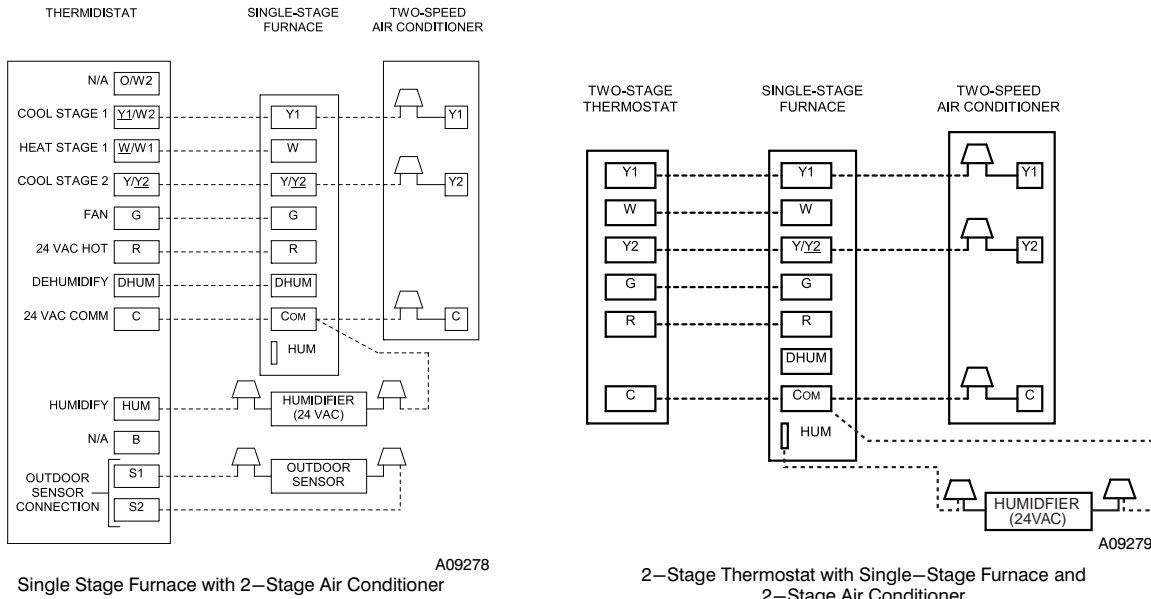 THERMIDISTAT
SINGLE-STAGE
FURNACE
TWO-SPEED
AIR CONDITIONER
N/A O/W2
COOL STAGE 1 Y1/W2 Y1 Y1
HEAT STAGE 1 W/W1 W
COOL STAGE 2 Y/Y2 Y/Y2 Y2
FAN G G
24 VAC HOT R R
DEHUMIDIFY DHUM DHUM
24 VAC COMM C COM C
HUM
HUMIDIFY HUM HUMIDIFIER
(24 VAC)
N/A B
OUTDOOR
SENSOR
CONNECTION
S1
S2
OUTDOOR
SENSOR
A09278
Single Stage Furnace with 2–Stage Air Conditioner
TWO-STAGE
THERMOSTAT
SINGLE-STAGE
FURNACE
TWO-SPEED
AIR CONDITIONER
Y1 Y1 Y1
W W
Y2 Y/Y2 Y2
G G
R R
DHUM
C COM C
HUM
HUMIDFIER
(24VAC)
A09279
2–Stage Thermostat with Single–Stage Furnace and
2–Stage Air Conditioner